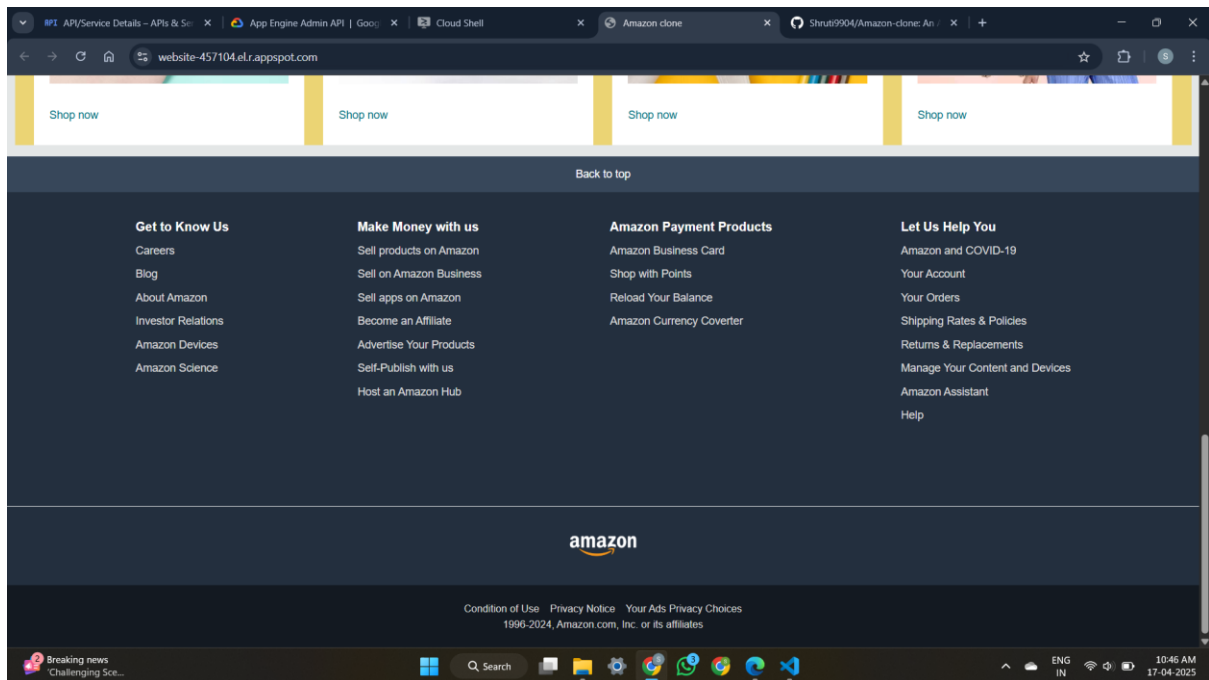 API API/Service Details – APIs & Ser
App Engine Admin API | Goog
Cloud Shell
Amazon clone
Shruti9904/Amazon-clone: An
website-457104.el.r.appspot.com
S
Shop now Shop now Shop now Shop now
Back to top
Get to Know Us
Careers
Blog
About Amazon
Investor Relations
Amazon Devices
Amazon Science
Make Money with us
Sell products on Amazon
Sell on Amazon Business
Sell apps on Amazon
Become an Affiliate
Advertise Your Products
Self-Publish with us
Host an Amazon Hub
Amazon Payment Products
Amazon Business Card
Shop with Points
Reload Your Balance
Amazon Currency Coverter
Let Us Help You
Amazon and COVID-19
Your Account
Your Orders
Shipping Rates & Policies
Returns & Replacements
Manage Your Content and Devices
Amazon Assistant
Help
amazon
Condition of Use Privacy Notice Your Ads Privacy Choices
1996-2024, Amazon.com, Inc. or its affiliates
2
Breaking news
'Challenging Sce...
Search
3
ENG
IN
10:46 AM
17-04-2025